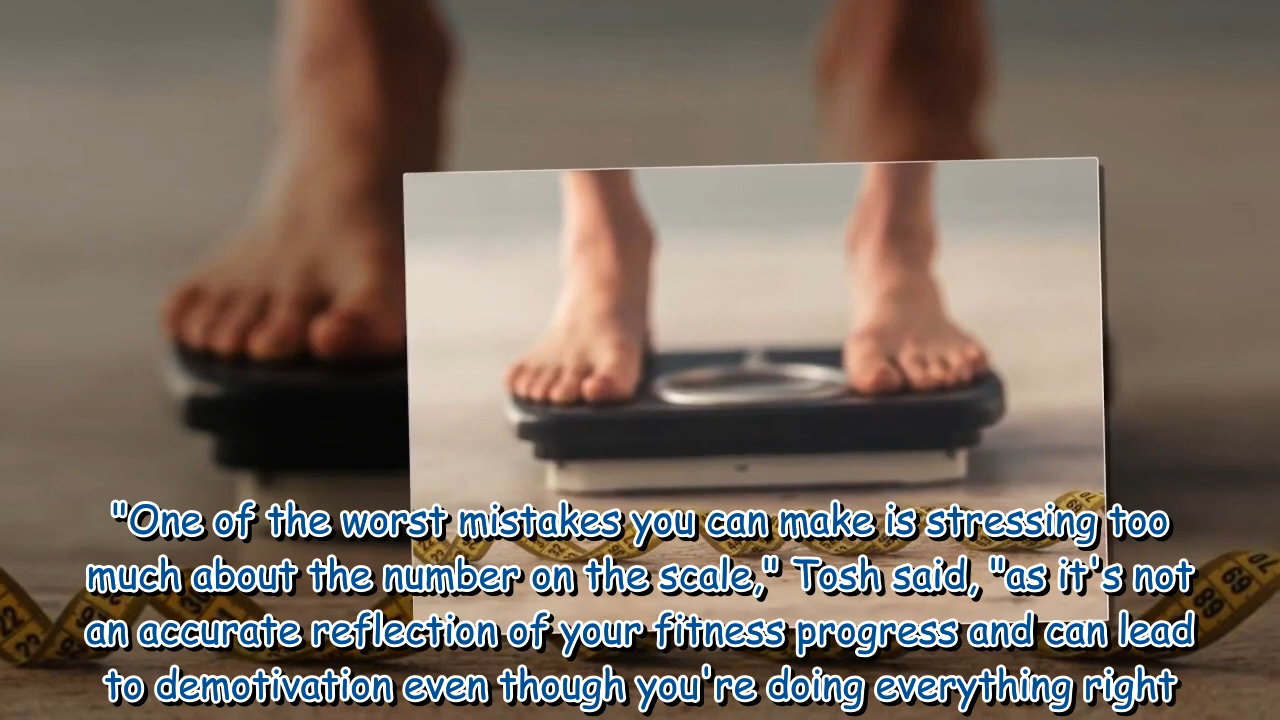 "One of the worst mistakes you can make is stressing too
much about the number on the scale," Tosh said, "as it's not
an accurate reflection of your fitness progress and can lead
to demotivation even though you're doing everything right